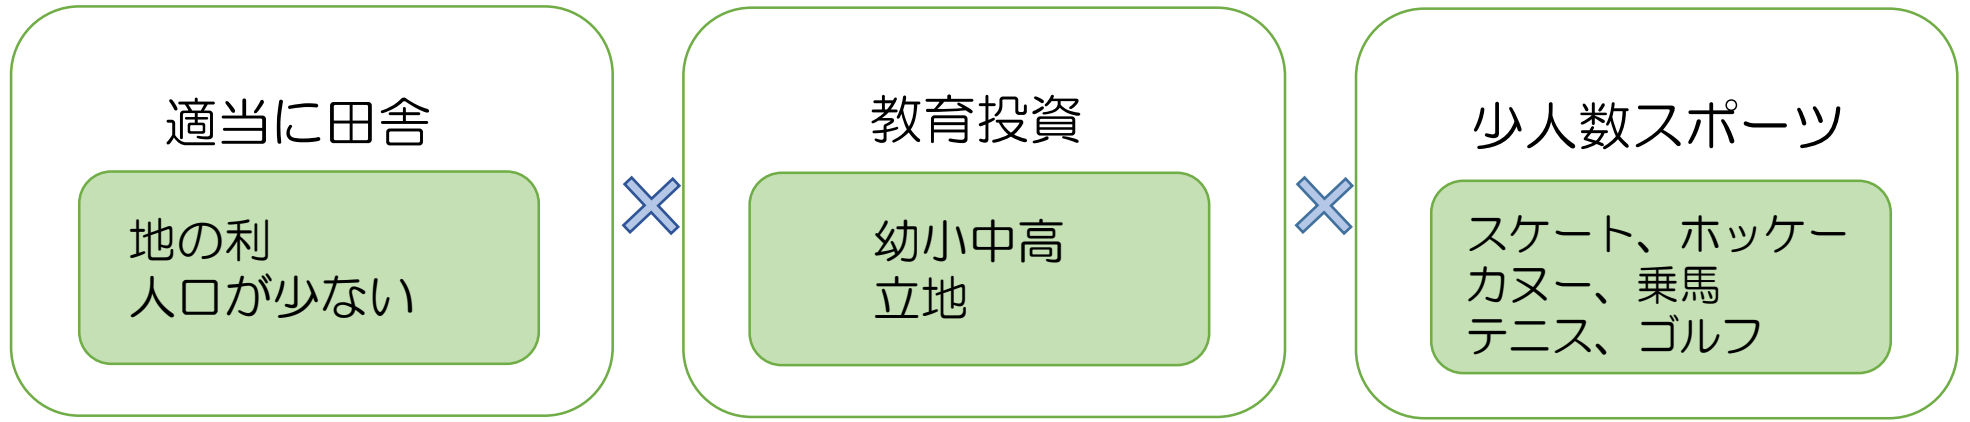 適当に田舎
地の利
人口が少ない
教育投資
幼小中高
立地
少人数スポーツ
スケート、ホッケー
カヌー、乗馬
テニス、ゴルフ